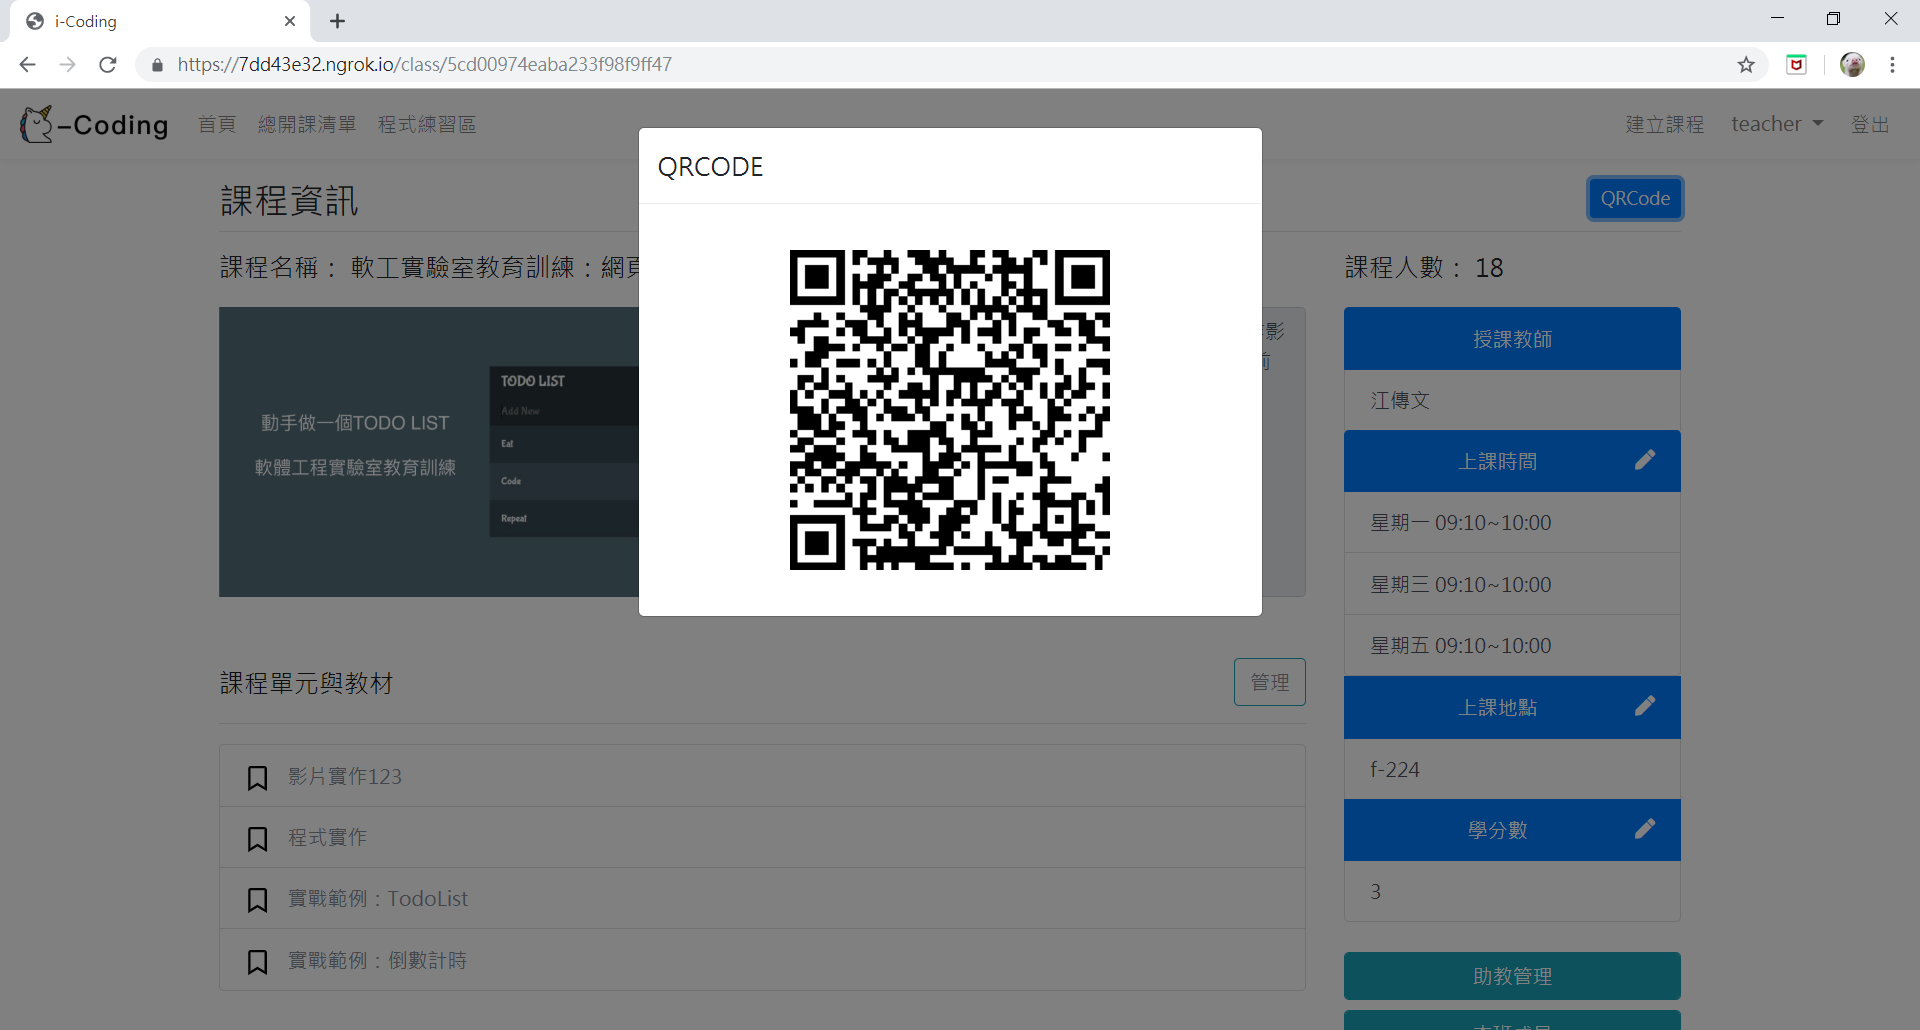 i-Coding
https://7dd43e32.ngrok.io/class/5cd00974eaba233f98f9ff47
-Coding 首頁 總開課清單 程式練習區 建立課程 teacher 登出
QRCODE
課程資訊
QRCode
課程名稱： 軟工實驗室教育訓練：網頁
課程人數： 18
動手做一個TODO LIST
軟體工程實驗室教育訓練
TODO LIST
Add New
Eat
Code
Repeat
影
前
授課教師
江傳文
上課時間
星期一 09:10~10:00
星期三 09:10~10:00
星期五 09:10~10:00
上課地點
f-224
學分數
3
助教管理
課程單元與教材
管理
影片實作123
程式實作
實戰範例：TodoList
實戰範例：倒數計時